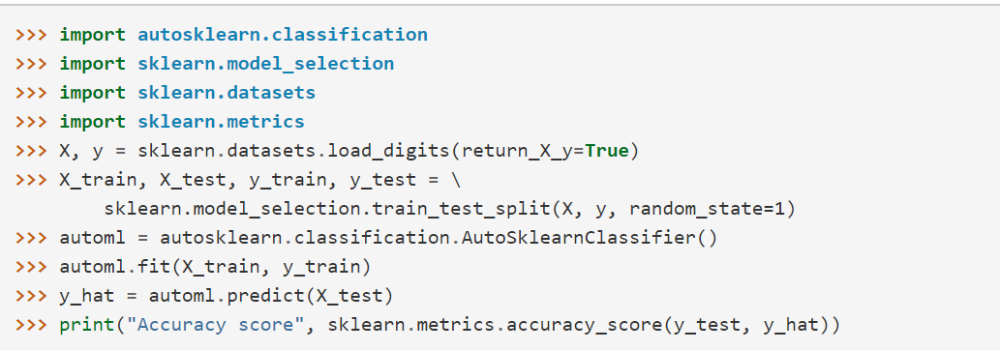 >>> import autosklearn.classification
>>> import sklearn.model_selection
>>> import sklearn.datasets
>>> import sklearn.metrics
>>> X, y = sklearn.datasets.load_digits(return_X_y=True)
>>> X_train, X_test, y_train, y_test = \
        sklearn.model_selection.train_test_split(X, y, random_state=1)
>>> automl = autosklearn.classification.AutoSklearnClassifier()
>>> automl.fit(X_train, y_train)
>>> y_hat = automl.predict(X_test)
>>> print("Accuracy score", sklearn.metrics.accuracy_score(y_test, y_hat))